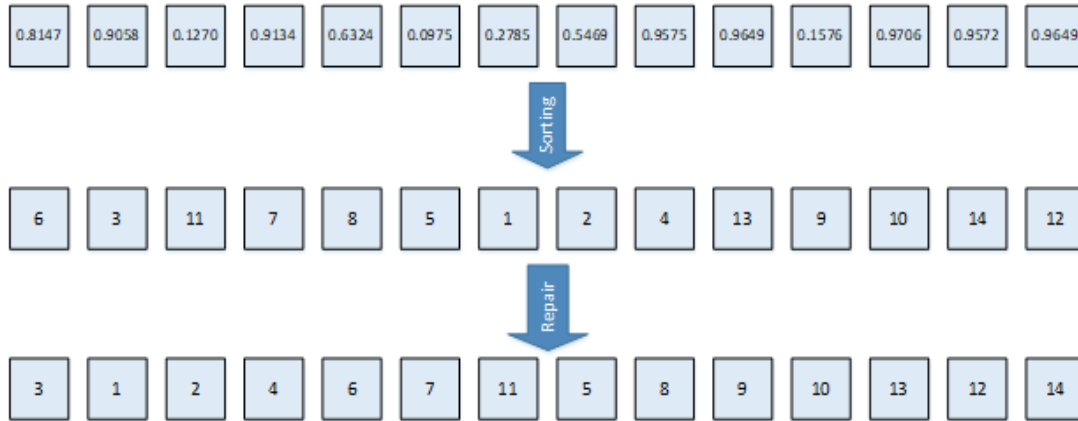 0.8147 0.9058 0.1270 0.9134 0.6324 0.0975 0.2785 0.5469 0.9575 0.9649 0.1576 0.9706 0.9572 0.9649
Sorting
6 3 11 7 8 5 1 2 4 13 9 10 14 12
Repair
3 1 2 4 6 7 11 5 8 9 10 13 12 14